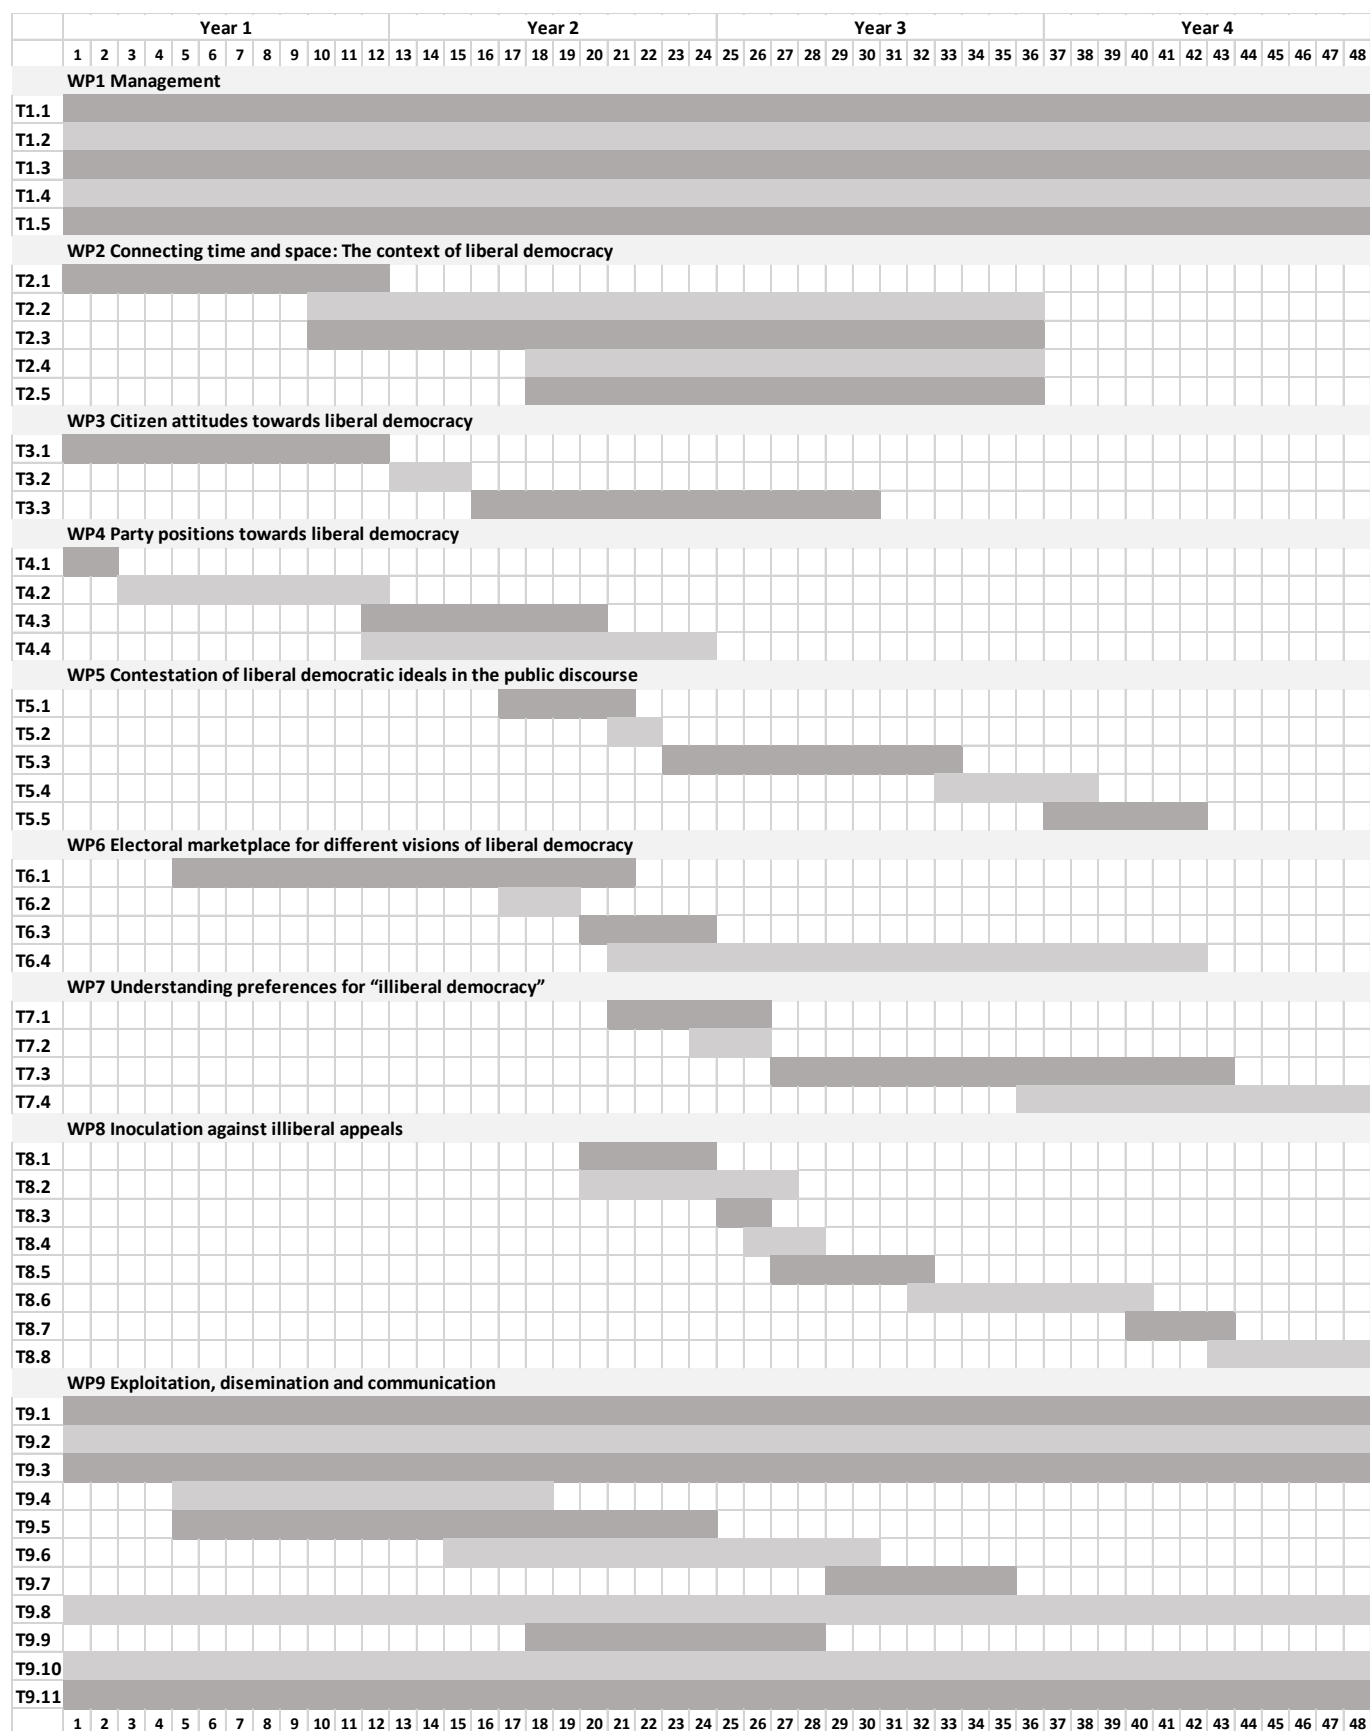 Year 1 Year 2 Year 3 Year 4
1 2 3 4 5 6 7 8 9 10 11 12 13 14 15 16 17 18 19 20 21 22 23 24 25 26 27 28 29 30 31 32 33 34 35 36 37 38 39 40 41 42 43 44 45 46 47 48
WP1 Management
T1.1
T1.2
T1.3
T1.4
T1.5
WP2 Connecting time and space: The context of liberal democracy
T2.1
T2.2
T2.3
T2.4
T2.5
WP3 Citizen attitudes towards liberal democracy
T3.1
T3.2
T3.3
WP4 Party positions towards liberal democracy
T4.1
T4.2
T4.3
T4.4
WP5 Contestation of liberal democratic ideals in the public discourse
T5.1
T5.2
T5.3
T5.4
T5.5
WP6 Electoral marketplace for different visions of liberal democracy
T6.1
T6.2
T6.3
T6.4
WP7 Understanding preferences for “illiberal democracy”
T7.1
T7.2
T7.3
T7.4
WP8 Inoculation against illiberal appeals
T8.1
T8.2
T8.3
T8.4
T8.5
T8.6
T8.7
T8.8
WP9 Exploitation, disemination and communication
T9.1
T9.2
T9.3
T9.4
T9.5
T9.6
T9.7
T9.8
T9.9
T9.10
T9.11
1 2 3 4 5 6 7 8 9 10 11 12 13 14 15 16 17 18 19 20 21 22 23 24 25 26 27 28 29 30 31 32 33 34 35 36 37 38 39 40 41 42 43 44 45 46 47 49